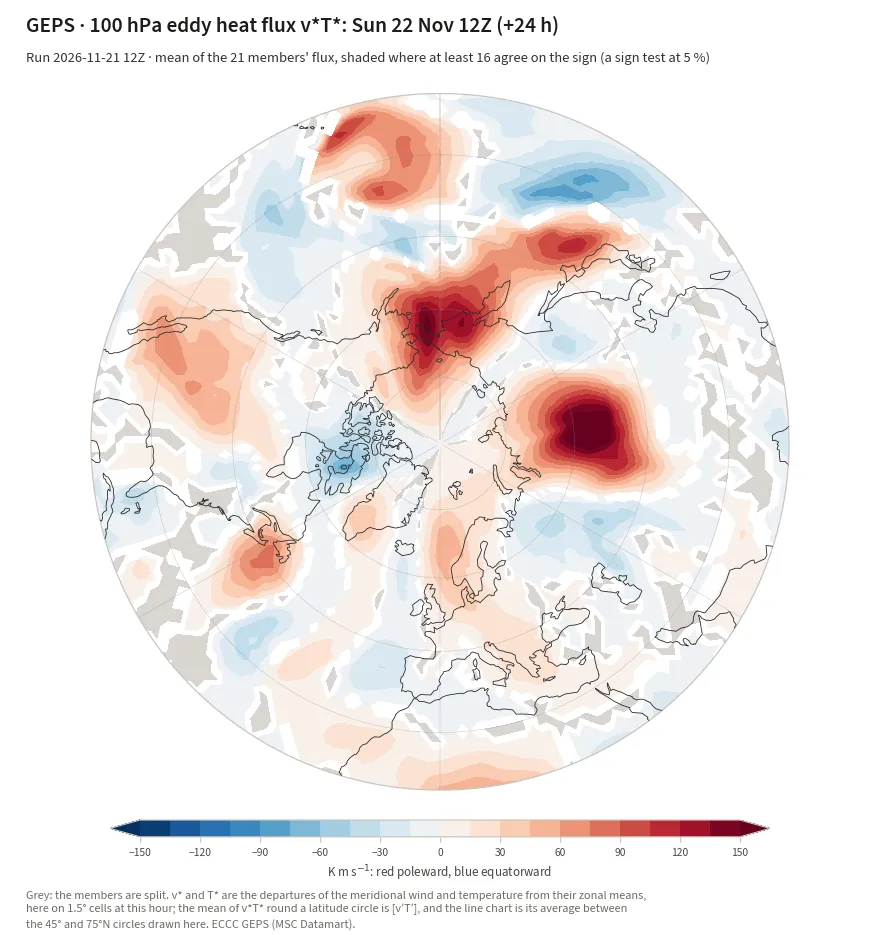 GEPS · 100 hPa eddy heat flux v*T*: Sun 22 Nov 12Z (+24 h)
Run 2026-11-21 12Z · mean of the 21 members' flux, shaded where at least 16 agree on the sign (a sign test at 5 %)
−150 −120 −90 −60 −30 0 30 60 90 120 150
K m s⁻¹: red poleward, blue equatorward
Grey: the members are split. v* and T* are the departures of the meridional wind and temperature from their zonal means,
here on 1.5° cells at this hour; the mean of v*T* round a latitude circle is [v'T'], and the line chart is its average between
the 45° and 75°N circles drawn here. ECCC GEPS (MSC Datamart).